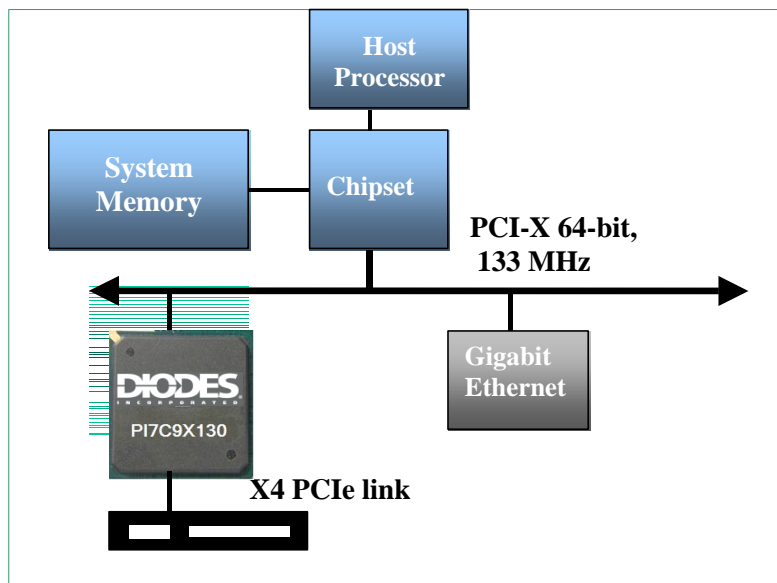 Host
Processor
System
Memory
Chipset
PCI-X 64-bit,
133 MHz
DIODES®
INCORPORATED
PI7C9X130
Gigabit
Ethernet
X4 PCIe link